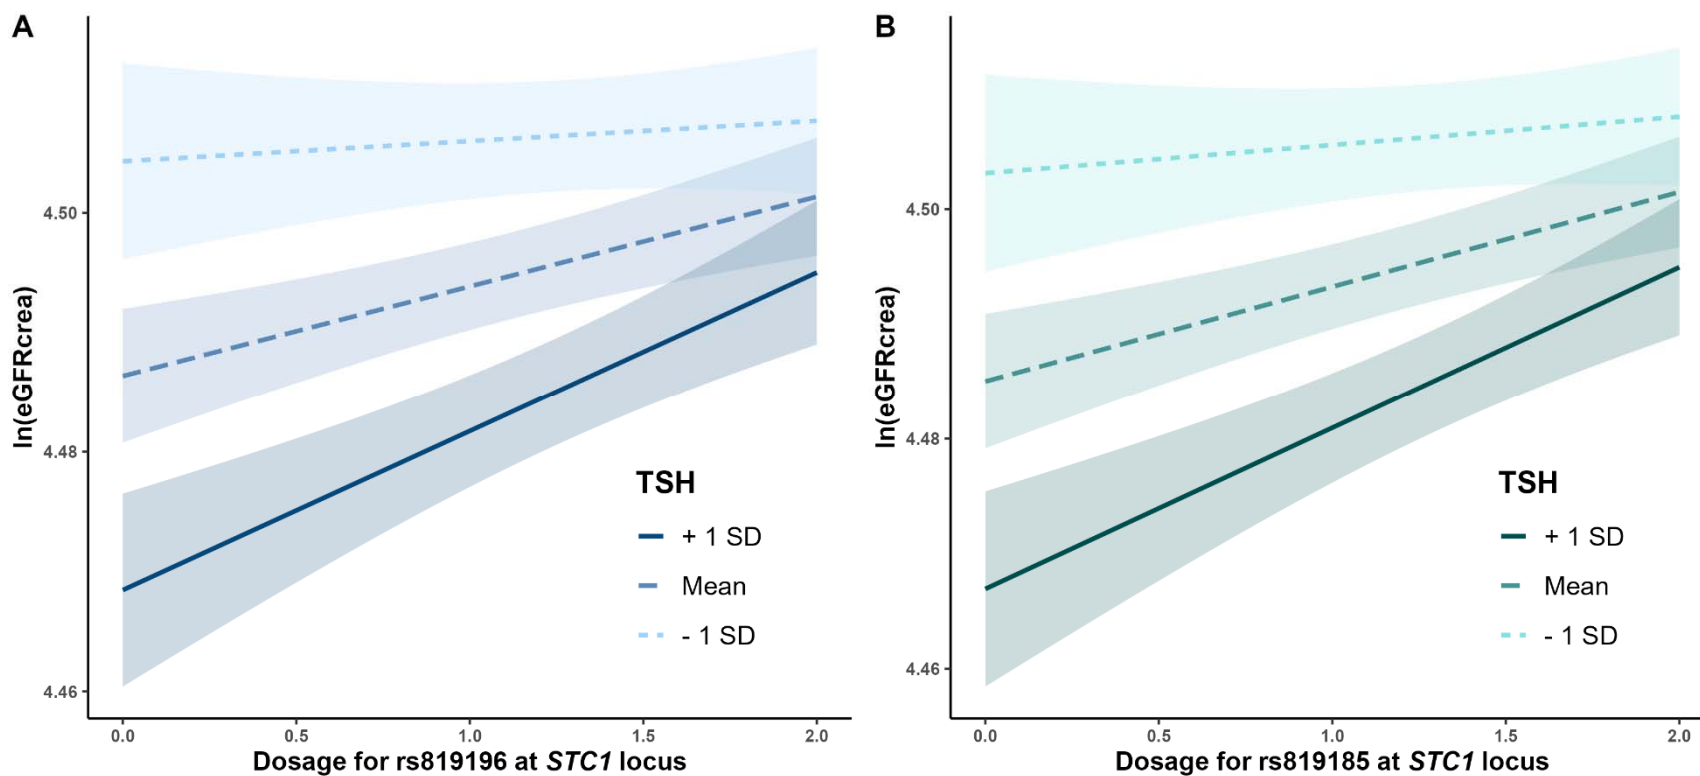 A
ln(eGFRcrea)
4.50
4.48
4.46
TSH
+ 1 SD
Mean
- 1 SD
0.0 0.5 1.0 1.5 2.0
Dosage for rs819196 at STC1 locus
B
ln(eGFRcrea)
4.50
4.48
4.46
TSH
+ 1 SD
Mean
- 1 SD
0.0 0.5 1.0 1.5 2.0
Dosage for rs819185 at STC1 locus